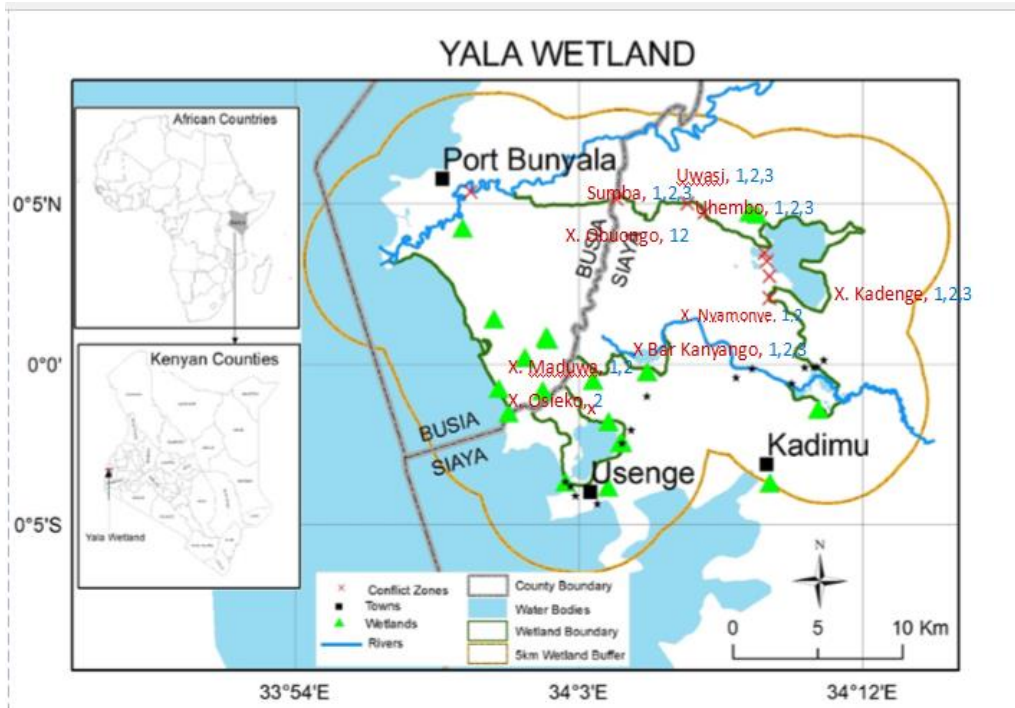 YALA WETLAND
African Countries
Kenyan Counties
Yala Wetland
Port Bunyala
Uwasi, 1,2,3
Sumba, 1,2,3
Uhembo, 1,2,3
X. Obuongo, 12
BUSIA
SIAYA
X. Kadenge, 1,2,3
X. Nyamonye, 1,2
X Bar Kanyango, 1,2,3
X. Maduwa, 1,2
X. Osieko, 2
BUSIA
SIAYA
Kadimu
Usenge
0°5'N
0°0'
0°5'S
33°54'E
34°3'E
34°12'E
Conflict Zones
Towns
Wetlands
Rivers
County Boundary
Water Bodies
Wetland Boundary
5km Wetland Buffer
N
0 5 10 Km